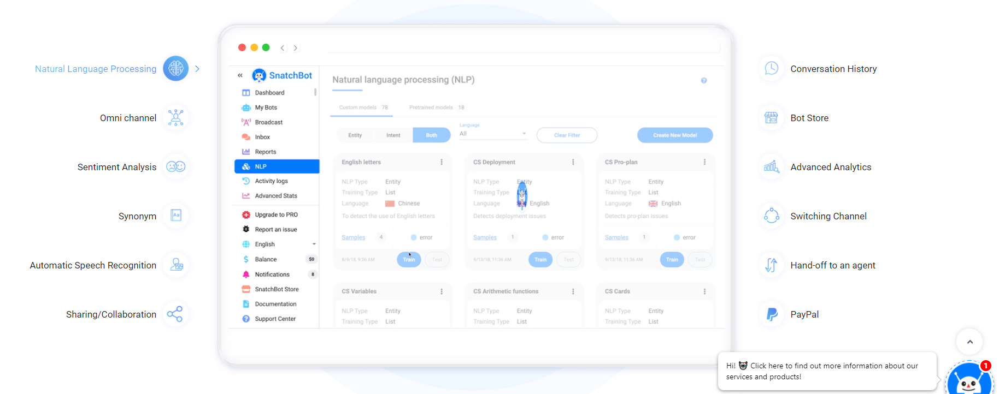 Natural Language Processing
Omni channel
Sentiment Analysis
Synonym
Automatic Speech Recognition
Sharing/Collaboration
SnatchBot
Dashboard
My Bots
Broadcast
Inbox
Reports
NLP
Activity logs
Advanced Stats
Upgrade to PRO
Report an issue
English
Balance $0
Notifications 8
SnatchBot Store
Documentation
Support Center
Natural language processing (NLP)
Custom models 78 Pretrained models 18
Entity Intent Both
Language
All
Clear Filter
Create New Model
English letters
NLP Type Entity
Training Type List
Language Chinese
To detect the use of English letters
Samples 4 error
8/9/18, 9:36 AM Train Test
CS Deployment
NLP Type Entity
Training Type
Language English
Detects deployment issues
Samples 1 error
9/13/18, 11:36 AM Train Test
CS Pro-plan
NLP Type Entity
Training Type List
Language English
Detects pro-plan issues
Samples 1 error
9/13/18, 11:36 AM Train Test
CS Variables
NLP Type Entity
Training Type List
CS Arithmetic functions
NLP Type Entity
Training Type List
CS Cards
NLP Type Entity
Training Type List
Conversation History
Bot Store
Advanced Analytics
Switching Channel
Hand-off to an agent
PayPal
Hi! Click here to find out more information about our
services and products!
1